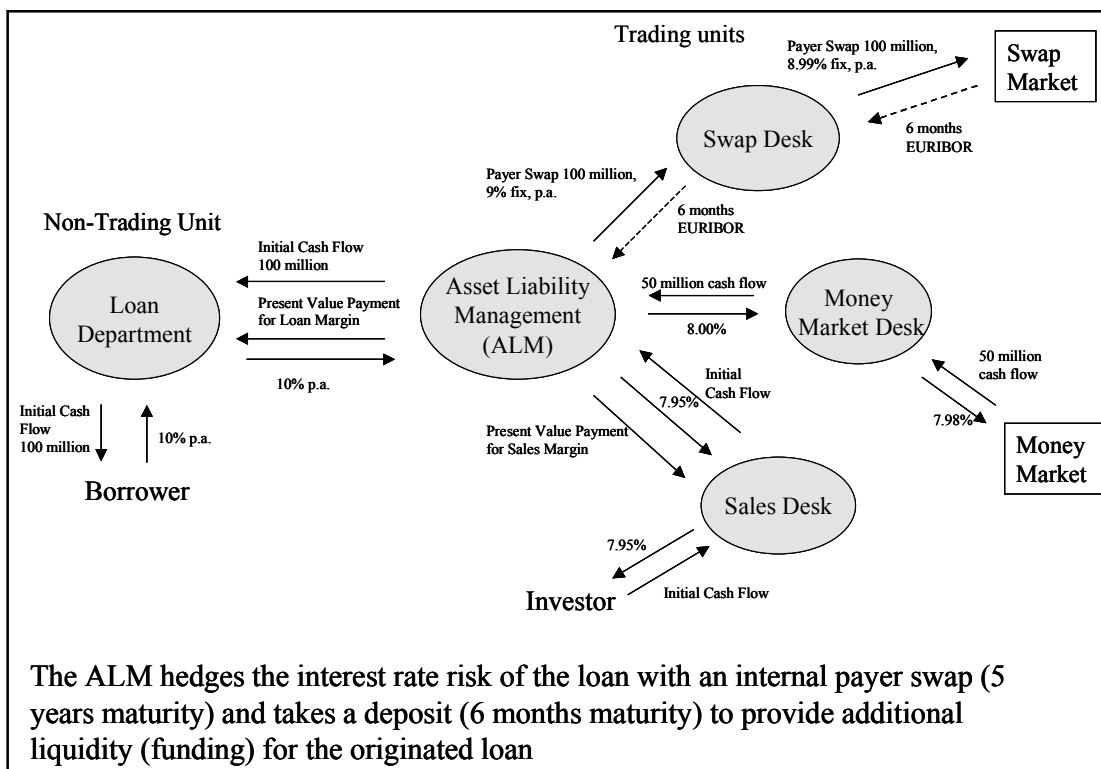 Trading units
Payer Swap 100 million,
8.99% fix, p.a.
Swap
Market
6 months
EURIBOR
Swap Desk
Payer Swap 100 million,
9% fix, p.a.
6 months
EURIBOR
Non-Trading Unit
Initial Cash Flow
100 million
Loan
Department
Present Value Payment
for Loan Margin
10% p.a.
Asset Liability
Management
(ALM)
50 million cash flow
8.00%
Money
Market Desk
50 million
cash flow
7.98%
Money
Market
Initial
Cash Flow
7.95%
Present Value Payment
for Sales Margin
Initial Cash
Flow
100 million
10% p.a.
Borrower
Sales Desk
7.95%
Initial Cash Flow
Investor
The ALM hedges the interest rate risk of the loan with an internal payer swap (5
years maturity) and takes a deposit (6 months maturity) to provide additional
liquidity (funding) for the originated loan